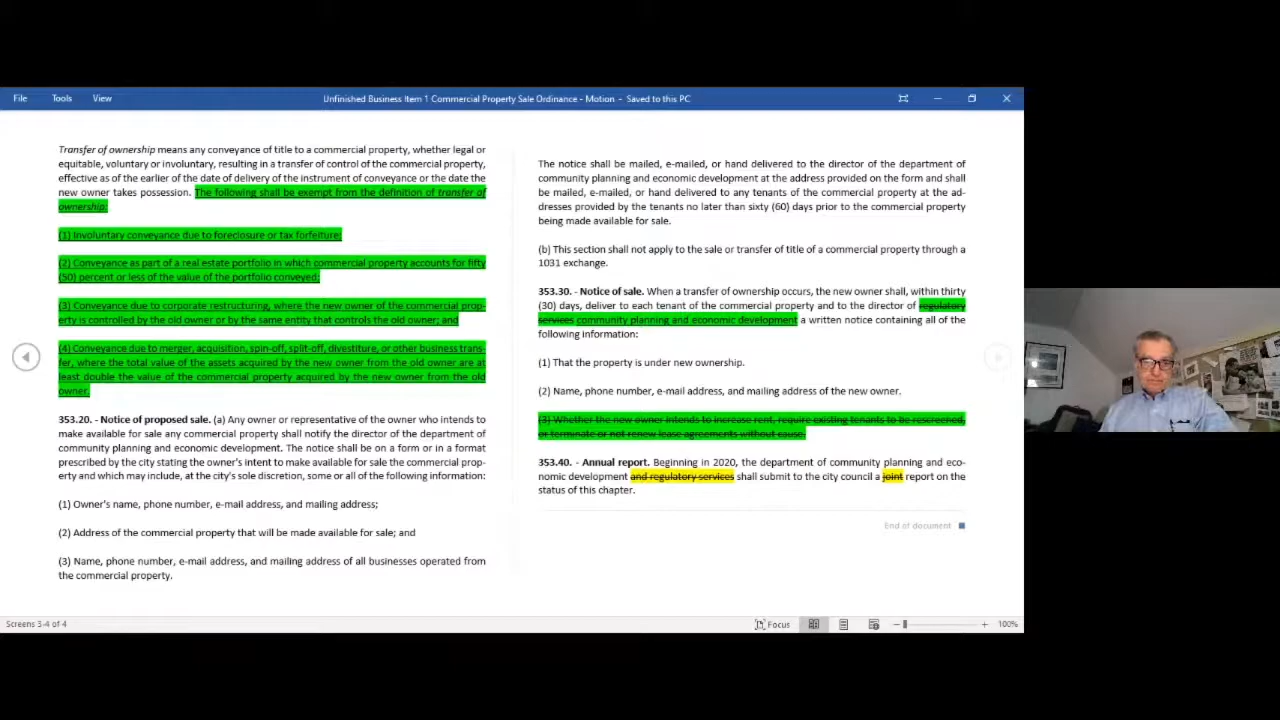 File Tools View Unfinished Business Item 1 Commercial Property Sale Ordinance - Motion - Saved to this PC
Transfer of ownership means any conveyance of title to a commercial property, whether legal or
equitable, voluntary or involuntary, resulting in a transfer of control of the commercial property,
effective as of the earlier of the date of delivery of the instrument of conveyance or the date the
new owner takes possession. The following shall be exempt from the definition of transfer of
ownership:
(1) Involuntary conveyance due to foreclosure or tax forfeiture;
(2) Conveyance as part of a real estate portfolio in which commercial property accounts for fifty
(50) percent or less of the value of the portfolio conveyed;
(3) Conveyance due to corporate restructuring, where the new owner of the commercial prop-
erty is controlled by the old owner or by the same entity that controls the old owner; and
(4) Conveyance due to merger, acquisition, spin-off, split-off, divestiture, or other business trans-
fer, where the total value of the assets acquired by the new owner from the old owner are at
least double the value of the commercial property acquired by the new owner from the old
owner.
353.20. - Notice of proposed sale. (a) Any owner or representative of the owner who intends to
make available for sale any commercial property shall notify the director of the department of
community planning and economic development. The notice shall be on a form or in a format
prescribed by the city stating the owner's intent to make available for sale the commercial prop-
erty and which may include, at the city's sole discretion, some or all of the following information:
(1) Owner's name, phone number, e-mail address, and mailing address;
(2) Address of the commercial property that will be made available for sale; and
(3) Name, phone number, e-mail address, and mailing address of all businesses operated from
the commercial property.
The notice shall be mailed, e-mailed, or hand delivered to the director of the department of
community planning and economic development at the address provided on the form and shall
be mailed, e-mailed, or hand delivered to any tenants of the commercial property at the ad-
dresses provided by the tenants no later than sixty (60) days prior to the commercial property
being made available for sale.
(b) This section shall not apply to the sale or transfer of title of a commercial property through a
1031 exchange.
353.30. - Notice of sale. When a transfer of ownership occurs, the new owner shall, within thirty
(30) days, deliver to each tenant of the commercial property and to the director of regulatory
services community planning and economic development a written notice containing all of the
following information:
(1) That the property is under new ownership.
(2) Name, phone number, e-mail address, and mailing address of the new owner.
(3) Whether the new owner intends to increase rent, require existing tenants to be rescreened,
or terminate or not renew lease agreements without cause.
353.40. - Annual report. Beginning in 2020, the department of community planning and eco-
nomic development and regulatory services shall submit to the city council a joint report on the
status of this chapter.
End of document
Screens 3-4 of 4 Focus 100%